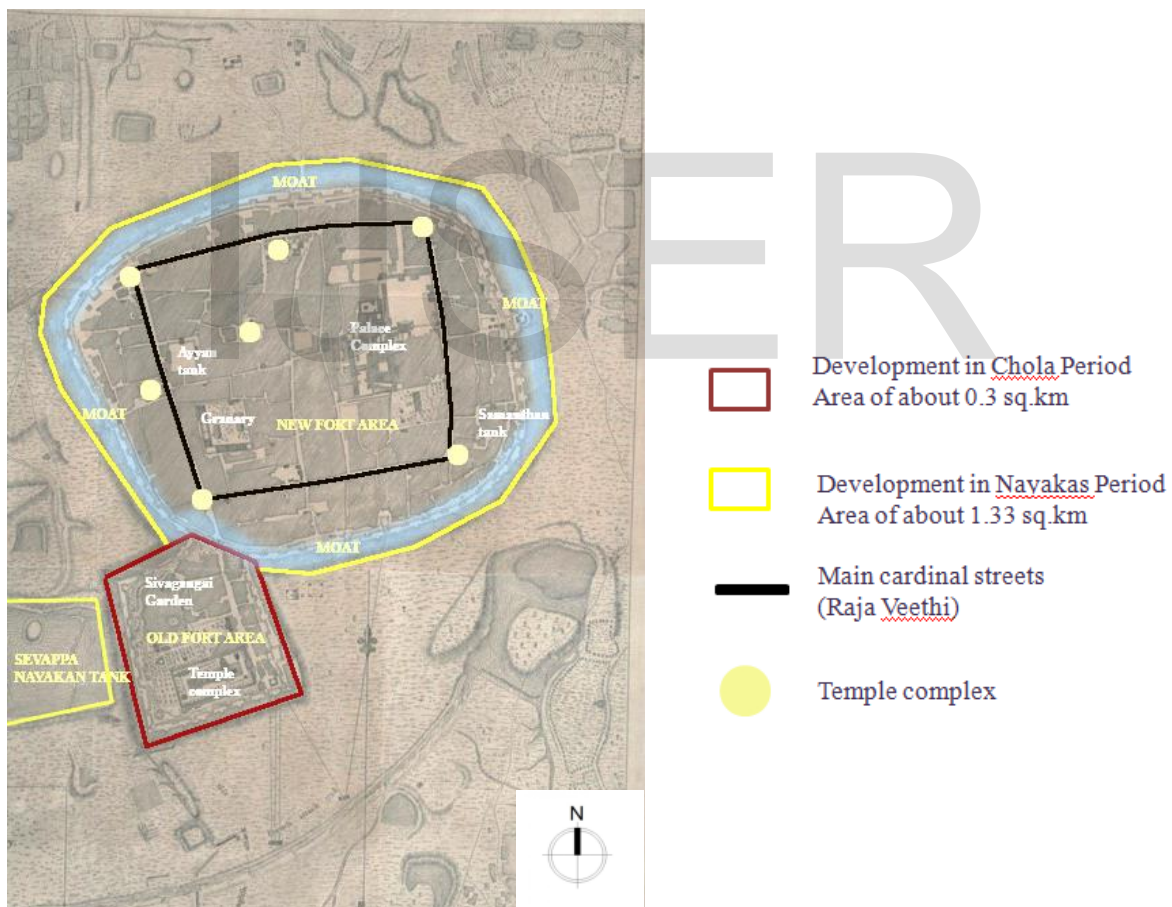 IJSER
MOAT
MOAT
Palace
Complex
Ayyan
tank
MOAT
Granary
NEW FORT AREA
Samanthan
tank
MOAT
Sivagangai
Garden
OLD FORT AREA
SEVAPPA
NAYAKAN TANK
Temple
complex
N
Development in Chola Period
Area of about 0.3 sq.km
Development in Nayakas Period
Area of about 1.33 sq.km
Main cardinal streets
(Raja Veethi)
Temple complex